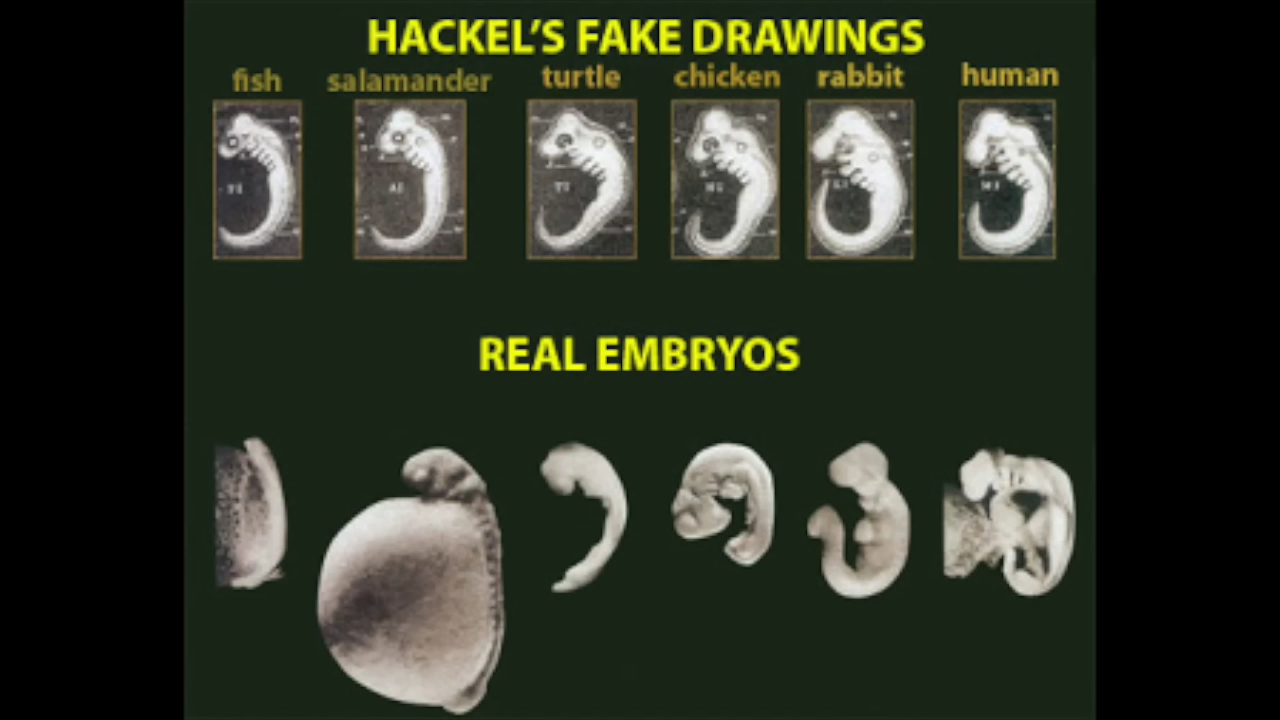 HACKEL'S FAKE DRAWINGS
fish salamander turtle chicken rabbit human
REAL EMBRYOS